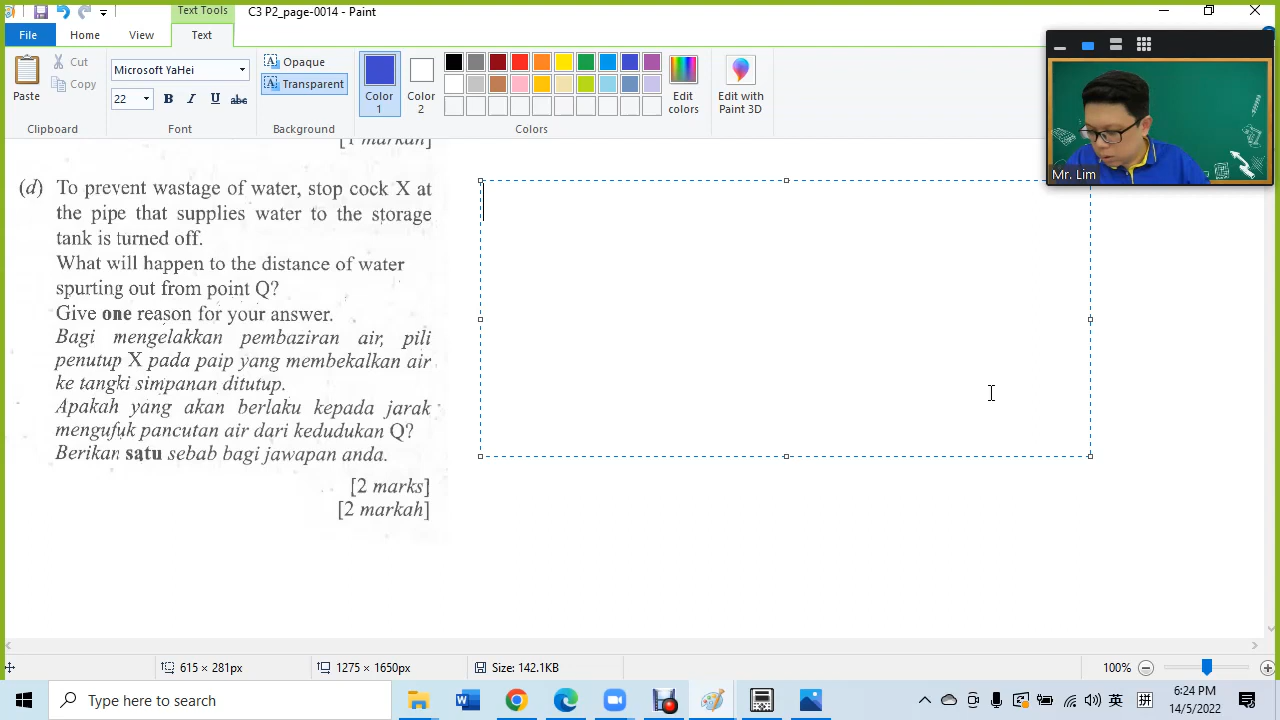 Text Tools
C3 P2_page-0014 - Paint
File
Home
View
Text
Paste
Cut
Copy
Clipboard
Microsoft YaHei
22
B I U abc
Font
Opaque
Transparent
Background
Color 1
Color 2
Edit colors
Colors
Edit with Paint 3D
Mr. Lim
[1 markah]
(d) To prevent wastage of water, stop cock X at
the pipe that supplies water to the storage
tank is turned off.
What will happen to the distance of water
spurting out from point Q?
Give one reason for your answer.
Bagi mengelakkan pembaziran air, pili
penutup X pada paip yang membekalkan air
ke tangki simpanan ditutup.
Apakah yang akan berlaku kepada jarak
mengufuk pancutan air dari kedudukan Q?
Berikan satu sebab bagi jawapan anda.
[2 marks]
[2 markah]
615 × 281px
1275 × 1650px
Size: 142.1KB
100%
Type here to search
英
拼
6:24 PM
14/5/2022